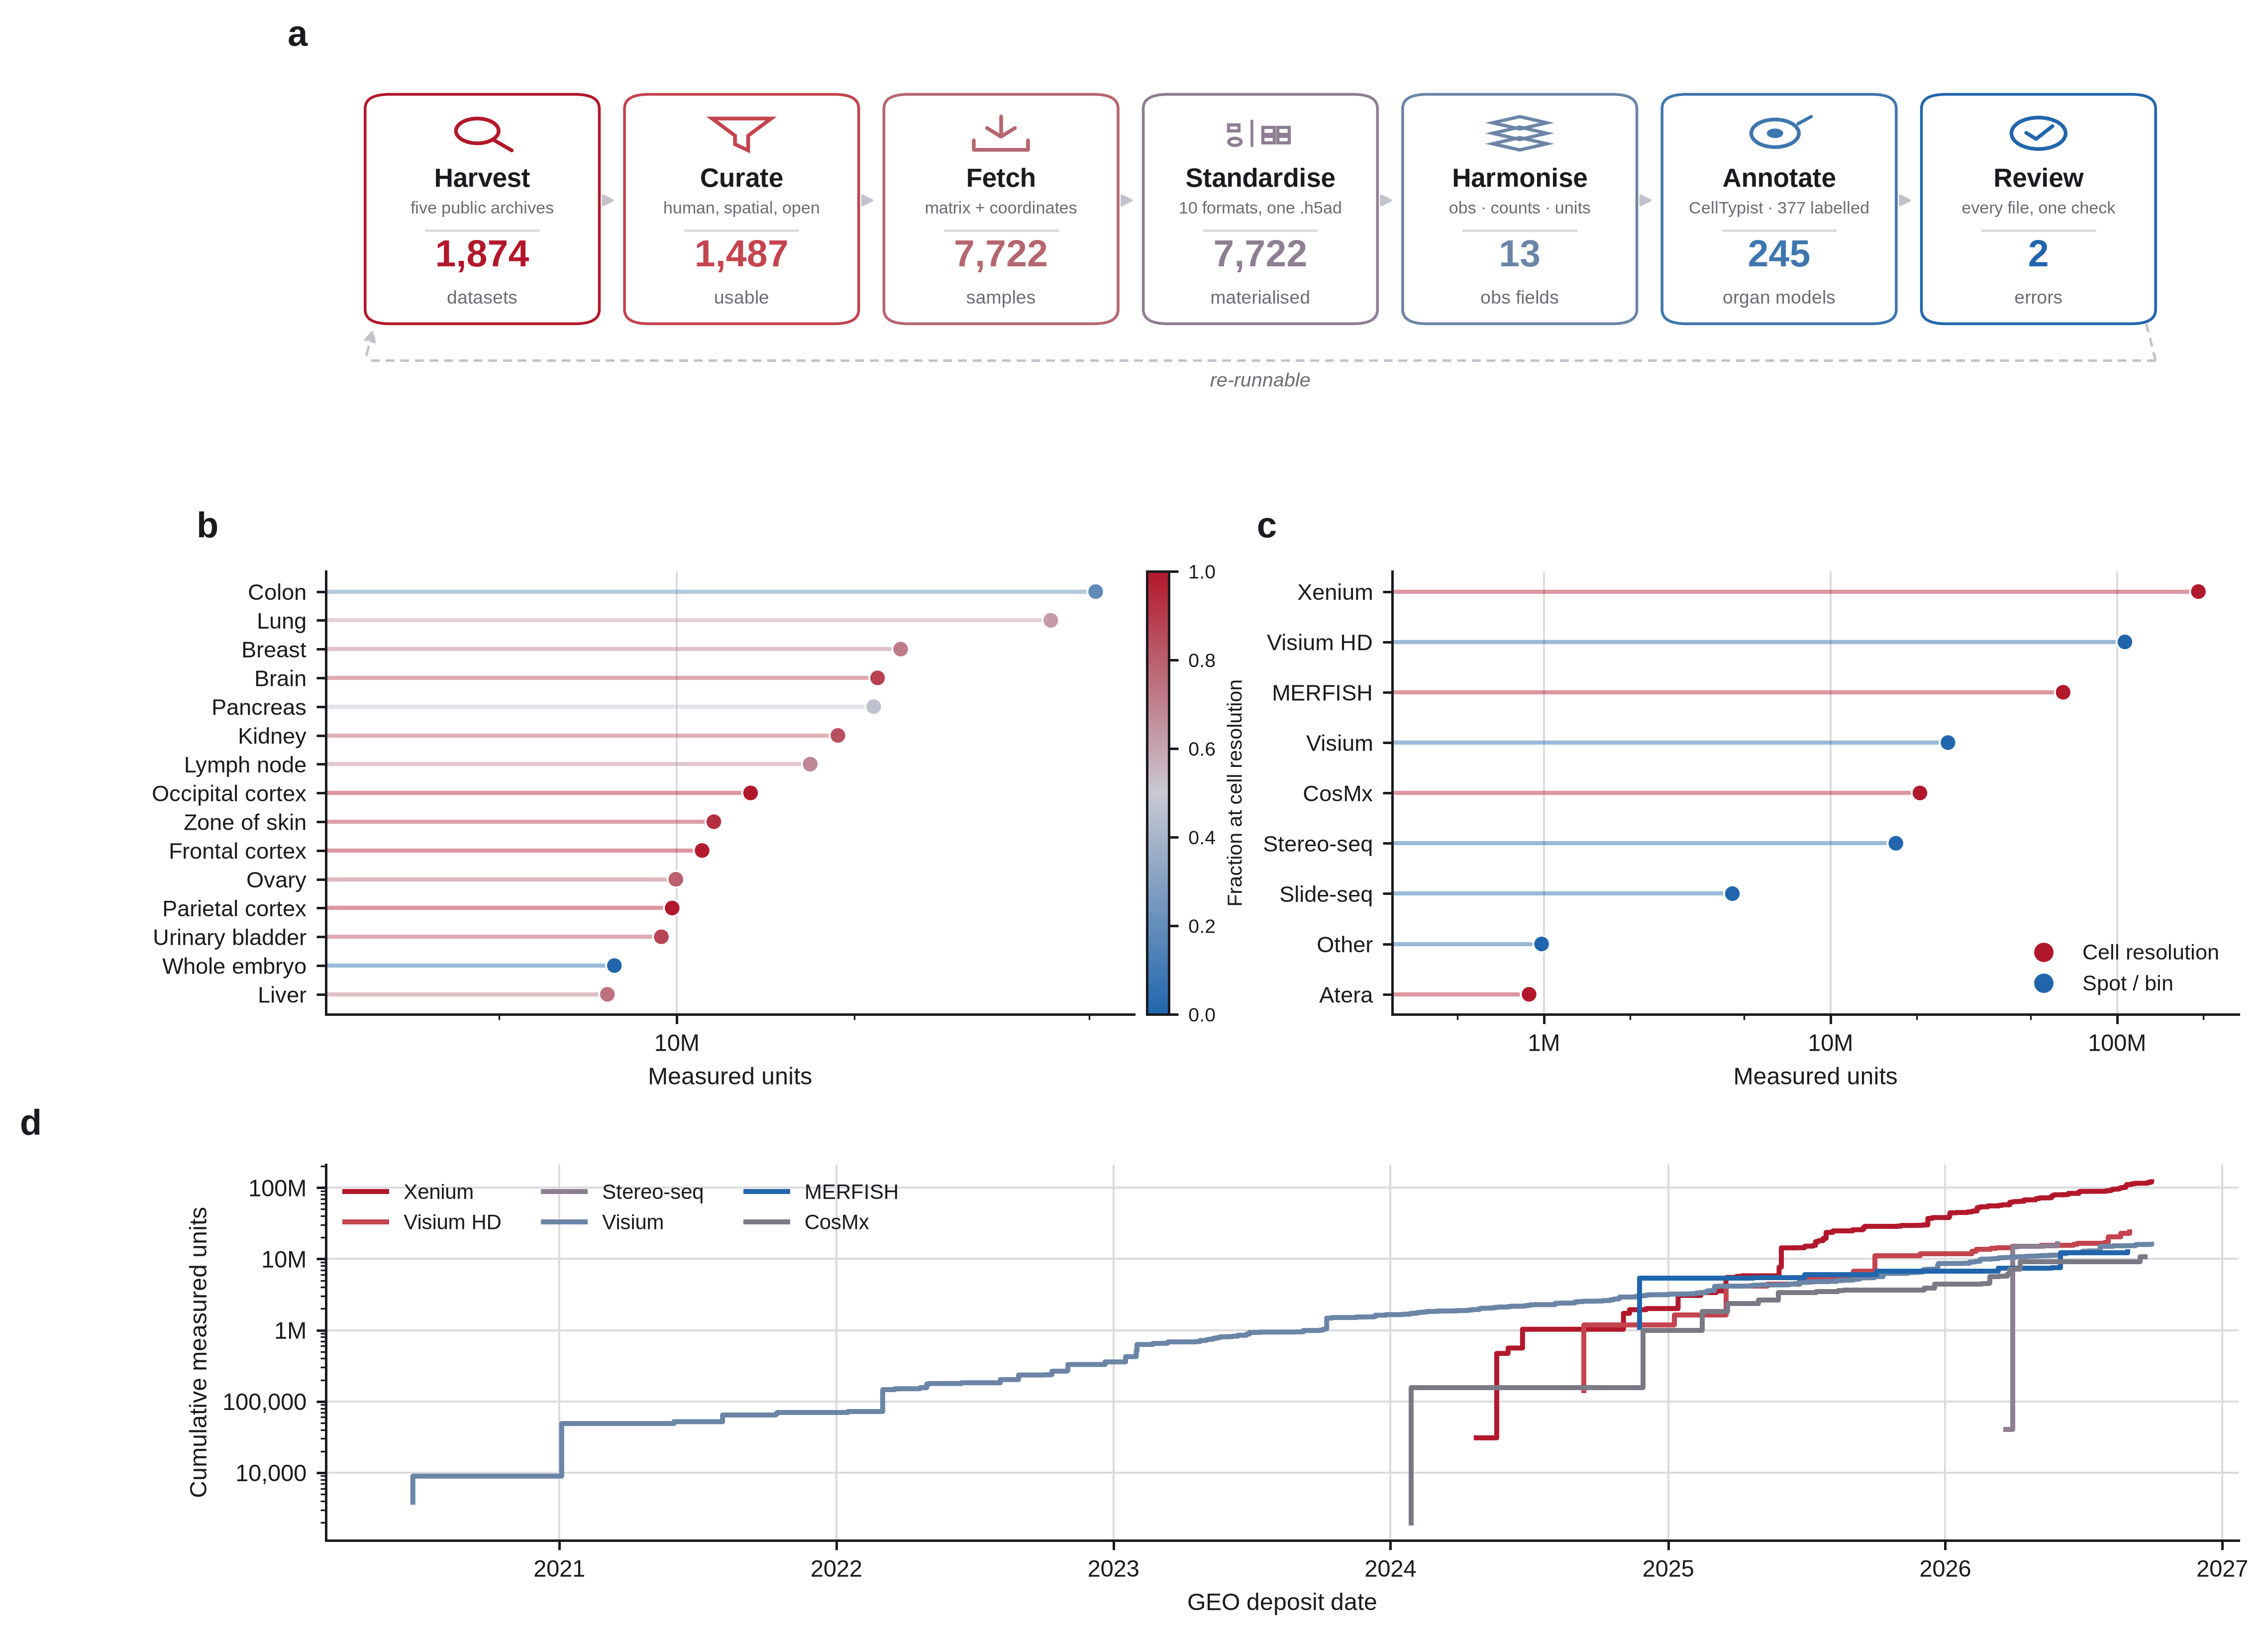 a
Harvest
five public archives
1,874
datasets
Curate
human, spatial, open
1,487
usable
Fetch
matrix + coordinates
7,722
samples
Standardise
10 formats, one .h5ad
7,722
materialised
Harmonise
obs · counts · units
13
obs fields
Annotate
CellTypist · 377 labelled
245
organ models
Review
every file, one check
2
errors
re-runnable
b
Colon
Lung
Breast
Brain
Pancreas
Kidney
Lymph node
Occipital cortex
Zone of skin
Frontal cortex
Ovary
Parietal cortex
Urinary bladder
Whole embryo
Liver
10M
Measured units
1.0
0.8
0.6
0.4
0.2
0.0
Fraction at cell resolution
c
Xenium
Visium HD
MERFISH
Visium
CosMx
Stereo-seq
Slide-seq
Other
Atera
Cell resolution
Spot / bin
1M
10M
100M
Measured units
d
Cumulative measured units
100M
10M
1M
100,000
10,000
Xenium
Visium HD
Stereo-seq
Visium
MERFISH
CosMx
2021
2022
2023
2024
2025
2026
2027
GEO deposit date